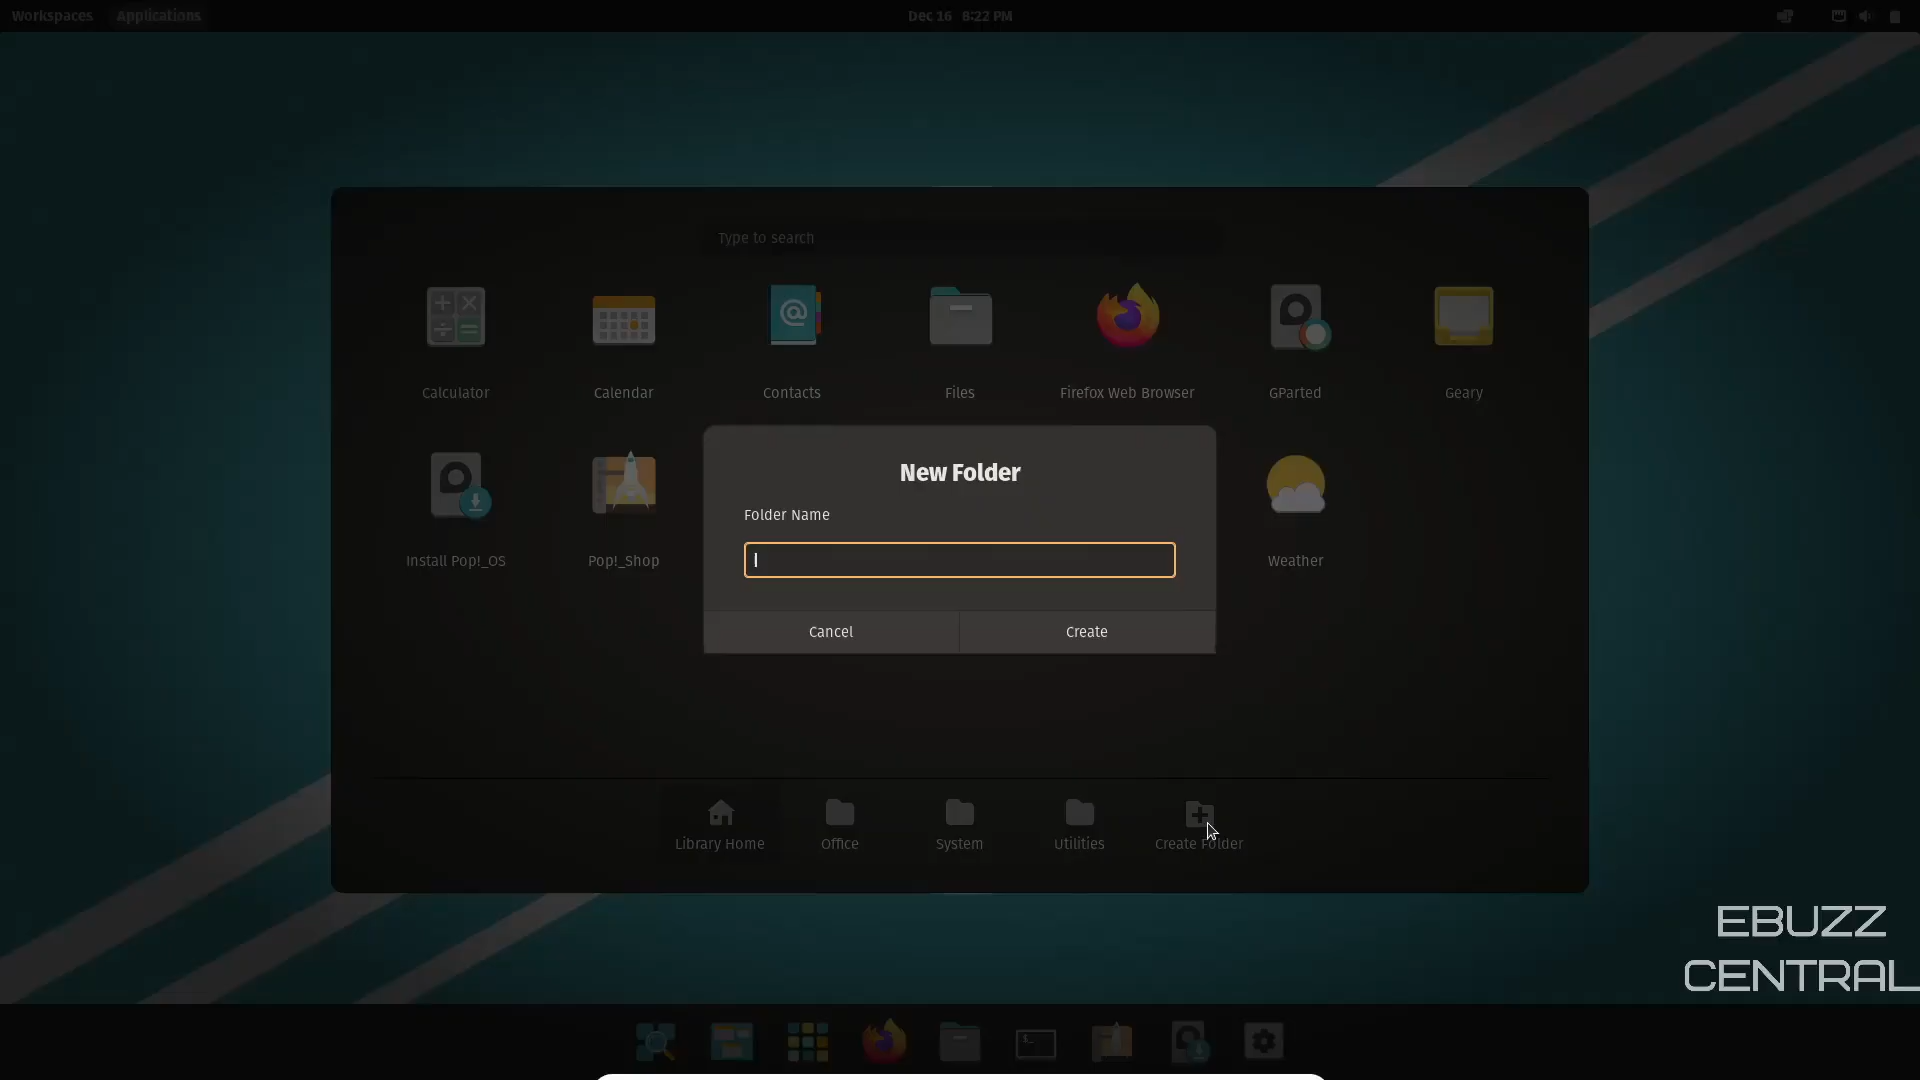 Workspaces Applications Dec 16 8:22 PM
Type to search
Calculator Calendar Contacts Files Firefox Web Browser GParted Geary
New Folder
Folder Name
Install Pop!_OS Pop!_Shop Weather
Cancel Create
Library Home Office System Utilities Create Folder
EBUZZ
CENTRAL